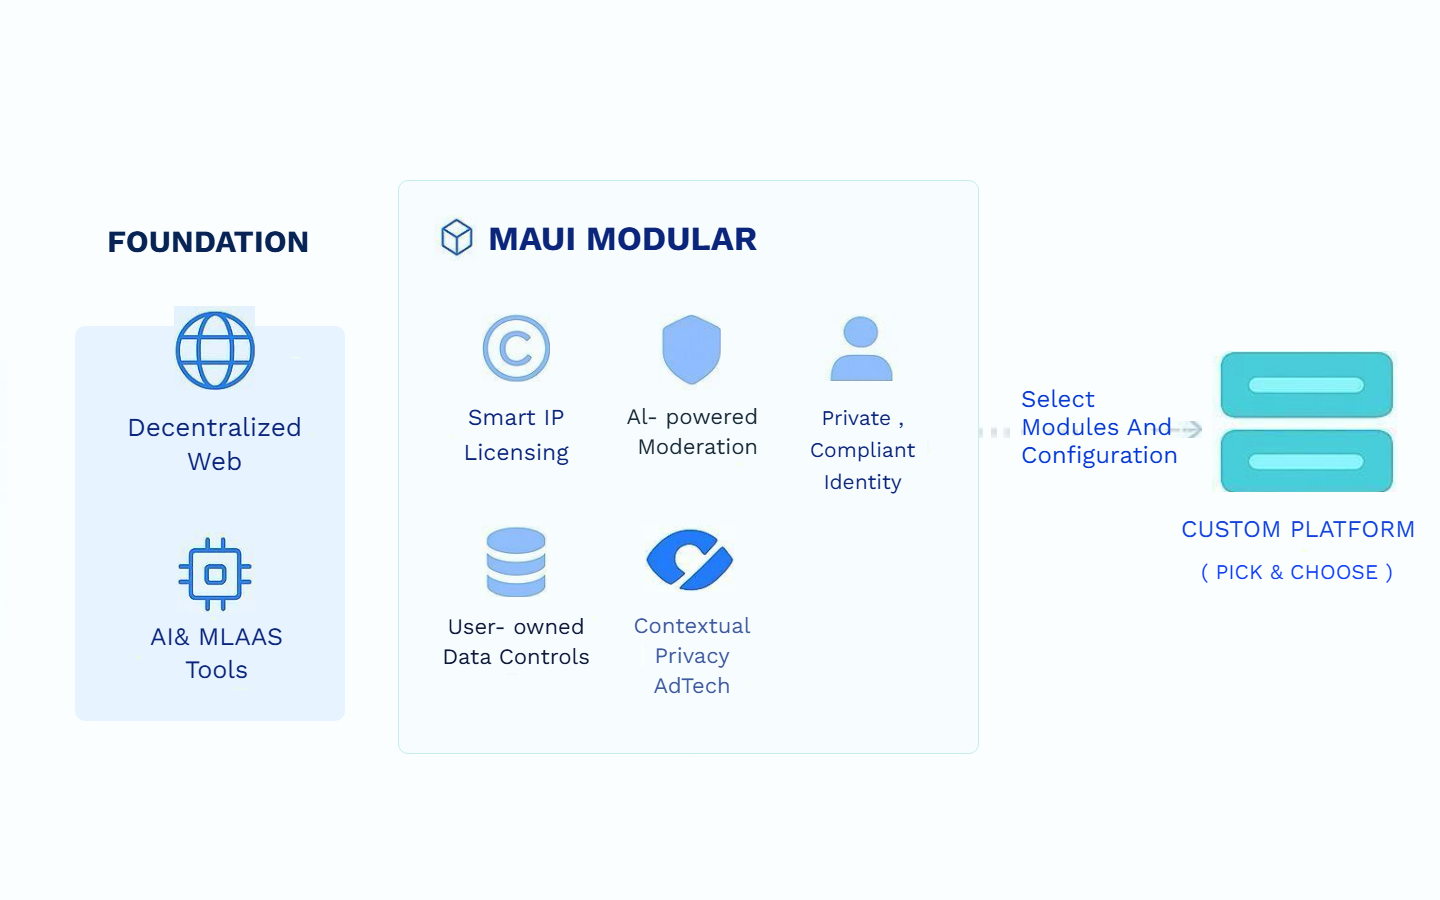 FOUNDATION
Decentralized
Web
AI& MLAAS
Tools
MAUI MODULAR
Smart IP
Licensing
Al- powered
Moderation
Private ,
Compliant
Identity
User- owned
Data Controls
Contextual
Privacy
AdTech
Select
Modules And
Configuration
CUSTOM PLATFORM
( PICK & CHOOSE )